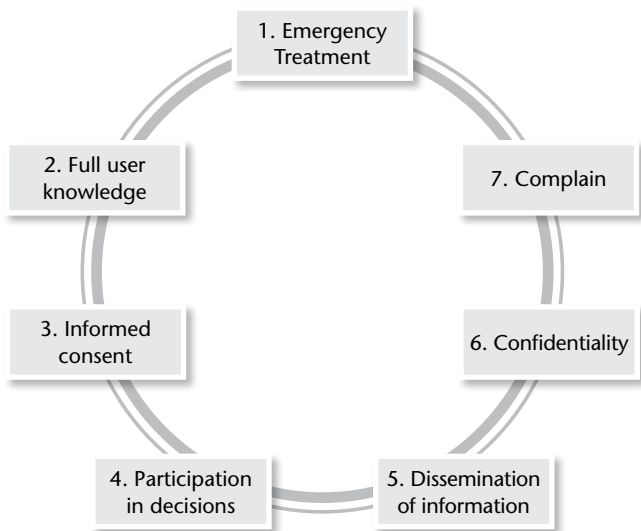 1. Emergency
Treatment
2. Full user
knowledge
3. Informed
consent
4. Participation
in decisions
5. Dissemination
of information
6. Confidentiality
7. Complain